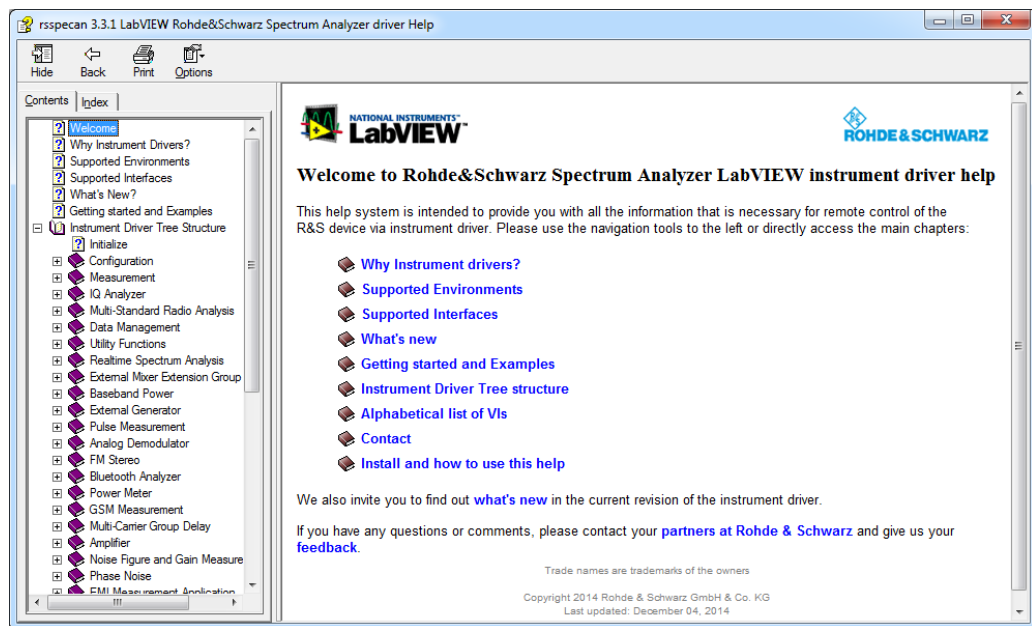 rsspecan 3.3.1 LabVIEW Rohde&Schwarz Spectrum Analyzer driver Help
Hide Back Print Options
Contents Index
Welcome
Why Instrument Drivers?
Supported Environments
Supported Interfaces
What's New?
Getting started and Examples
Instrument Driver Tree Structure
Initialize
Configuration
Measurement
IQ Analyzer
Multi-Standard Radio Analysis
Data Management
Utility Functions
Realtime Spectrum Analysis
External Mixer Extension Group
Baseband Power
External Generator
Pulse Measurement
Analog Demodulator
FM Stereo
Bluetooth Analyzer
Power Meter
GSM Measurement
Multi-Carrier Group Delay
Amplifier
Noise Figure and Gain Measure
Phase Noise
EMI Measurement Application
NATIONAL INSTRUMENTS™
LabVIEW™
ROHDE & SCHWARZ
Welcome to Rohde&Schwarz Spectrum Analyzer LabVIEW instrument driver help
This help system is intended to provide you with all the information that is necessary for remote control of the
R&S device via instrument driver. Please use the navigation tools to the left or directly access the main chapters:
Why Instrument drivers?
Supported Environments
Supported Interfaces
What's new
Getting started and Examples
Instrument Driver Tree structure
Alphabetical list of VIs
Contact
Install and how to use this help
We also invite you to find out what's new in the current revision of the instrument driver.
If you have any questions or comments, please contact your partners at Rohde & Schwarz and give us your
feedback.
Trade names are trademarks of the owners
Copyright 2014 Rohde & Schwarz GmbH & Co. KG
Last updated: December 04, 2014